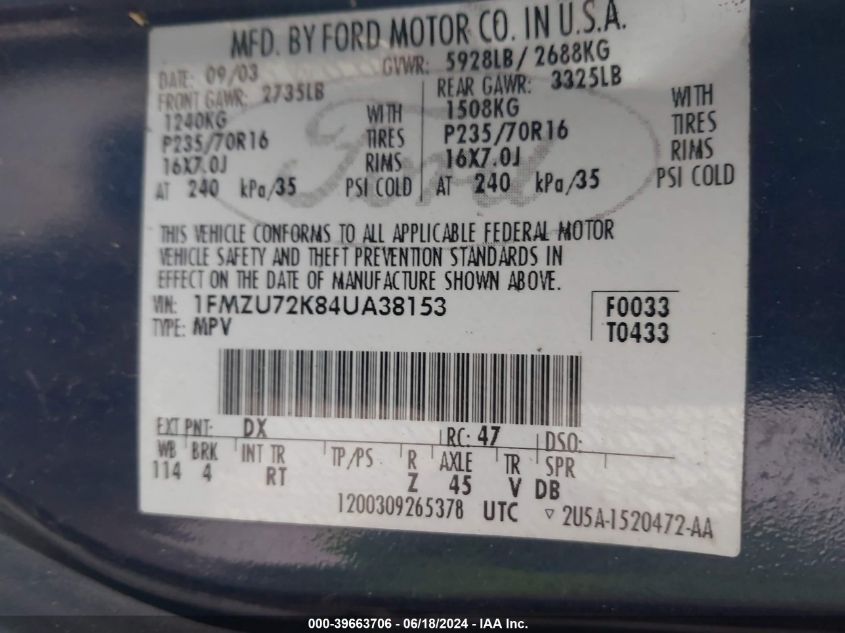 MFD. BY FORD MOTOR CO. IN U.S.A.
DATE: 09/03 GVWR: 5928LB/ 2688KG
FRONT GAWR: 2735LB REAR GAWR: 3325LB
1240KG WITH 1508KG WITH
P235/70R16 TIRES P235/70R16 TIRES
16X7.0J RIMS 16X7.0J RIMS
AT 240 kPa/35 PSI COLD AT 240 kPa/35 PSI COLD
Ford
THIS VEHICLE CONFORMS TO ALL APPLICABLE FEDERAL MOTOR
VEHICLE SAFETY AND THEFT PREVENTION STANDARDS IN
EFFECT ON THE DATE OF MANUFACTURE SHOWN ABOVE.
VIN: 1FMZU72K84UA38153 F0033
TYPE: MPV T0433
EXT PNT: DX RC: 47 DSO:
WB BRK INT TR TP/PS R AXLE TR SPR
114 4 RT Z 45 V DB
1200309265378 UTC ▽ 2U5A-1520472-AA
000-39663706 - 06/18/2024 - IAA Inc.